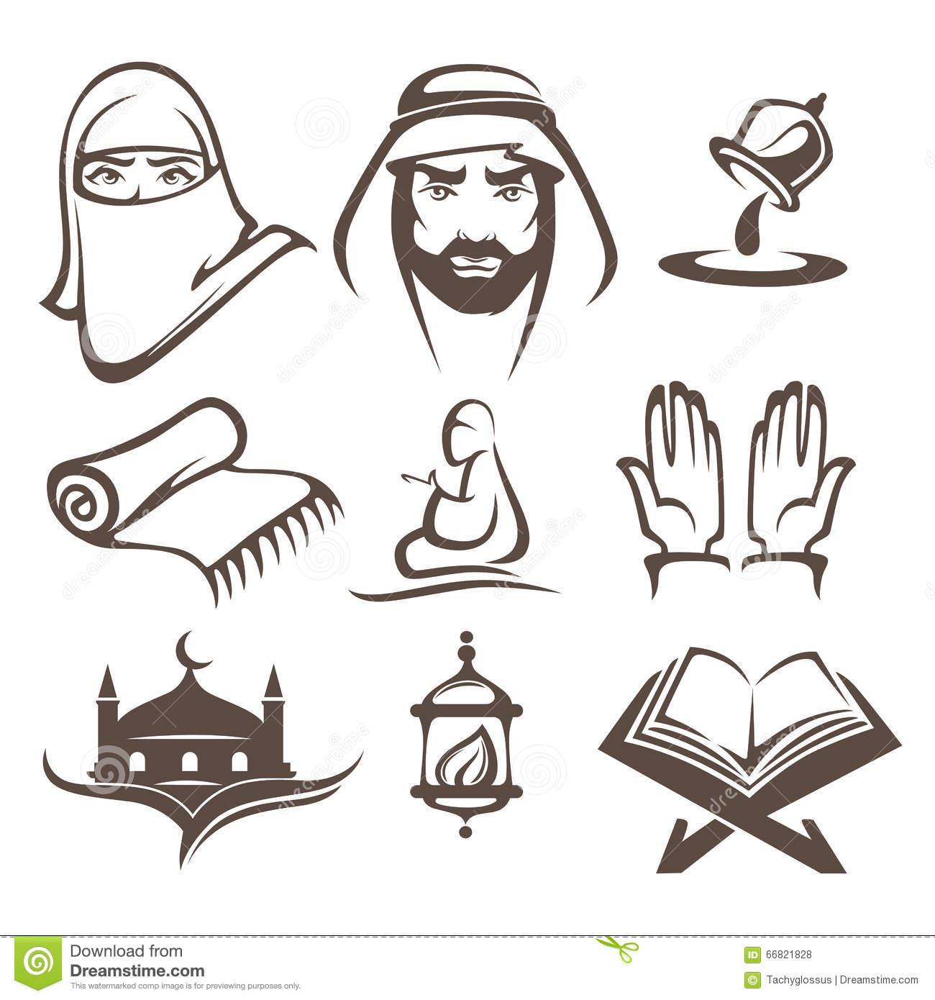 Download from
Dreamstime.com
This watermarked comp image is for previewing purposes only.
ID 66821828
© Tachyglossus | Dreamstime.com